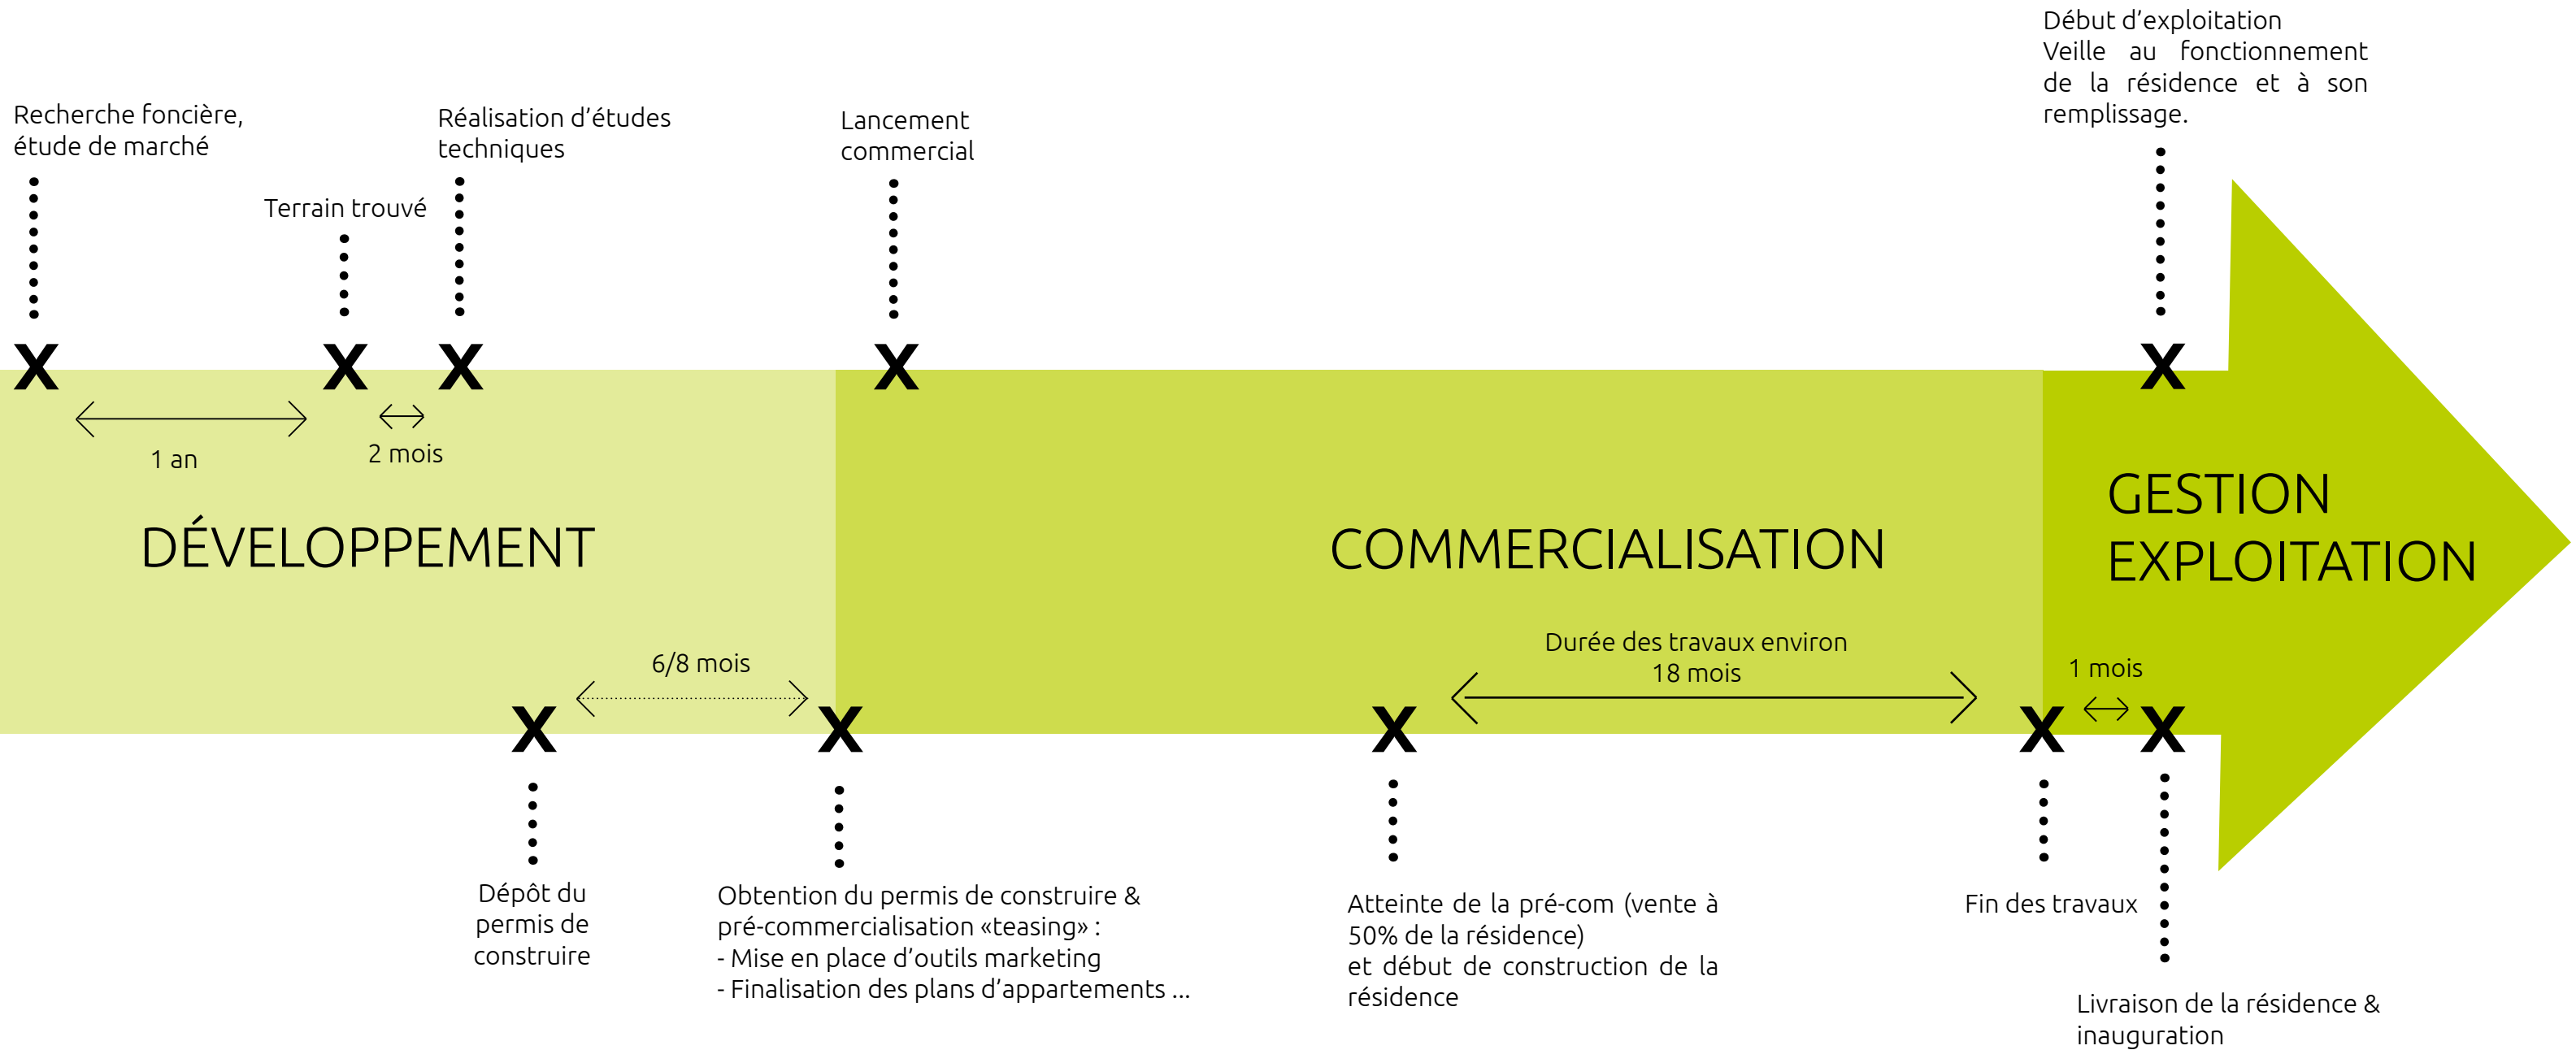 Début d’exploitation
Veille au fonctionnement
de la résidence et à son
remplissage.
Recherche foncière,
étude de marché
Réalisation d’études
techniques
Lancement
commercial
Terrain trouvé
X
X
X
X
X
1 an
2 mois
DÉVELOPPEMENT
COMMERCIALISATION
GESTION
EXPLOITATION
6/8 mois
Durée des travaux environ
18 mois
1 mois
X
X
X
X
X
Dépôt du
permis de
construire
Obtention du permis de construire &
pré-commercialisation «teasing» :
- Mise en place d’outils marketing
- Finalisation des plans d’appartements ...
Atteinte de la pré-com (vente à
50% de la résidence)
et début de construction de la
résidence
Fin des travaux
Livraison de la résidence &
inauguration